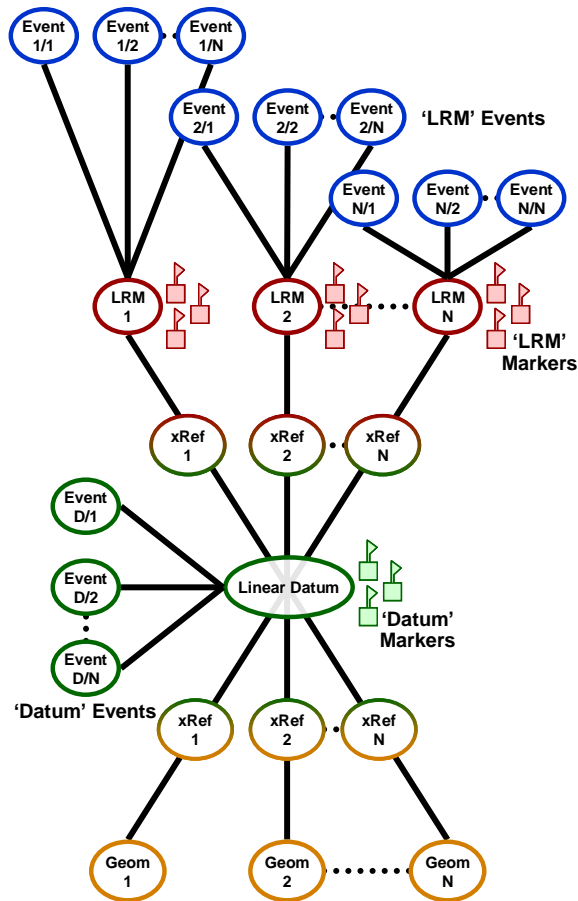 Event
1/1
Event
1/2
Event
1/N
Event
2/1
Event
2/2
Event
2/N
‘LRM’ Events
Event
N/1
Event
N/2
Event
N/N
LRM
1
LRM
2
LRM
N
‘LRM’
Markers
xRef
1
xRef
2
xRef
N
Event
D/1
Event
D/2
Event
D/N
‘Datum’ Events
Linear Datum
‘Datum’
Markers
xRef
1
xRef
2
xRef
N
Geom
1
Geom
2
Geom
N